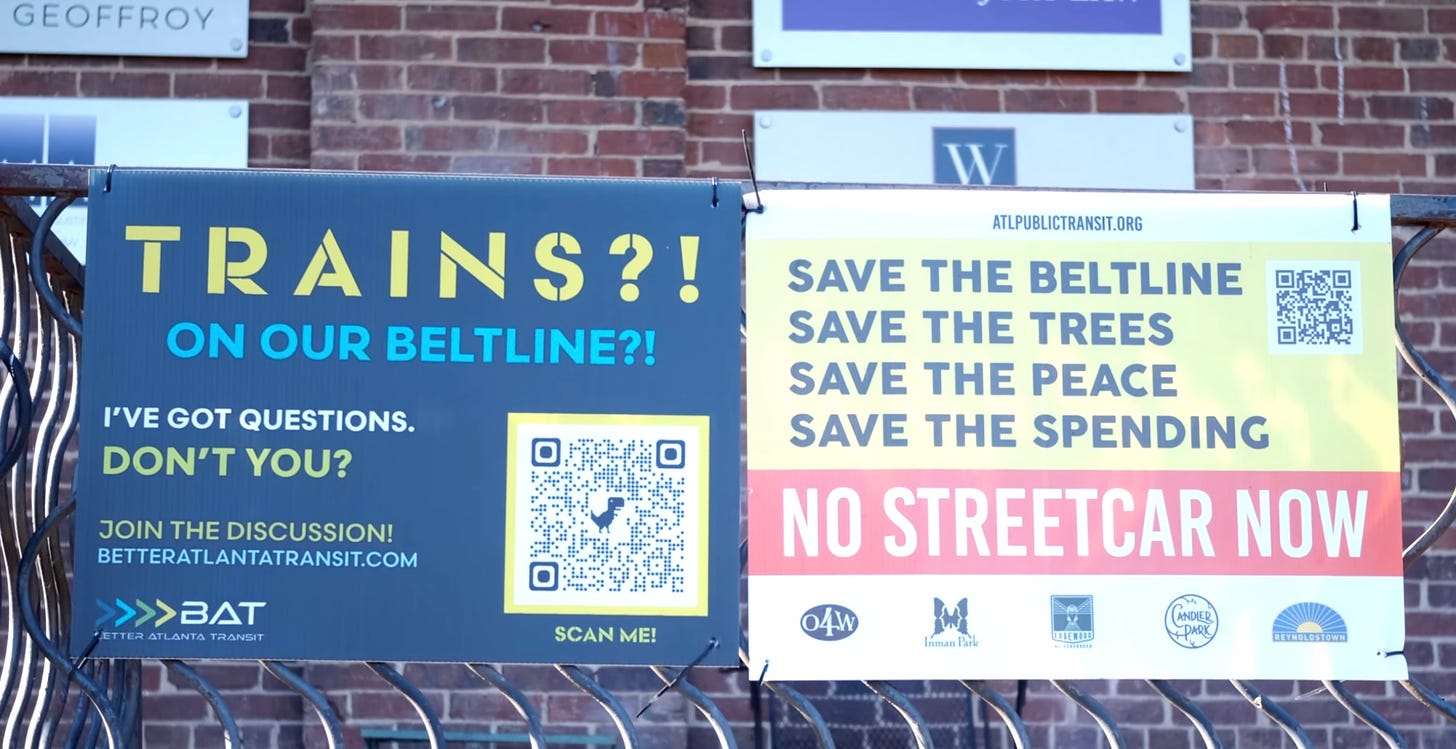 GEOFFROY
W
TRAINS?!
ON OUR BELTLINE?!
I'VE GOT QUESTIONS.
DON'T YOU?
JOIN THE DISCUSSION!
BETTERATLANTATRANSIT.COM
>>>>BAT
BETTER ATLANTA TRANSIT
SCAN ME!
ATLPUBLICTRANSIT.ORG
SAVE THE BELTLINE
SAVE THE TREES
SAVE THE PEACE
SAVE THE SPENDING
NO STREETCAR NOW
O4W
Inman Park
EDGEWOOD
CANDLER
PARK
REYNOLDSTOWN